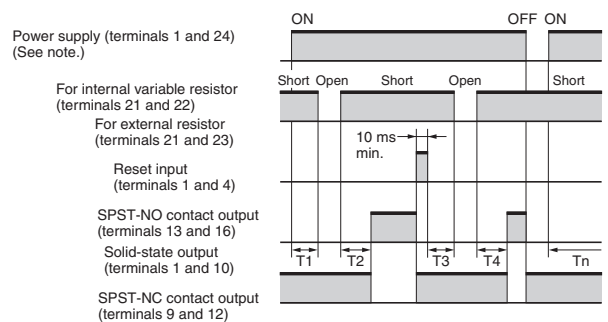 ON OFF ON
Power supply (terminals 1 and 24)
(See note.)
Short Open Short Open Short
For internal variable resistor
(terminals 21 and 22)
For external resistor
(terminals 21 and 23)
10 ms
min.
Reset input
(terminals 1 and 4)
SPST-NO contact output
(terminals 13 and 16)
Solid-state output
(terminals 1 and 10)
T1 T2 T3 T4 Tn
SPST-NC contact output
(terminals 9 and 12)